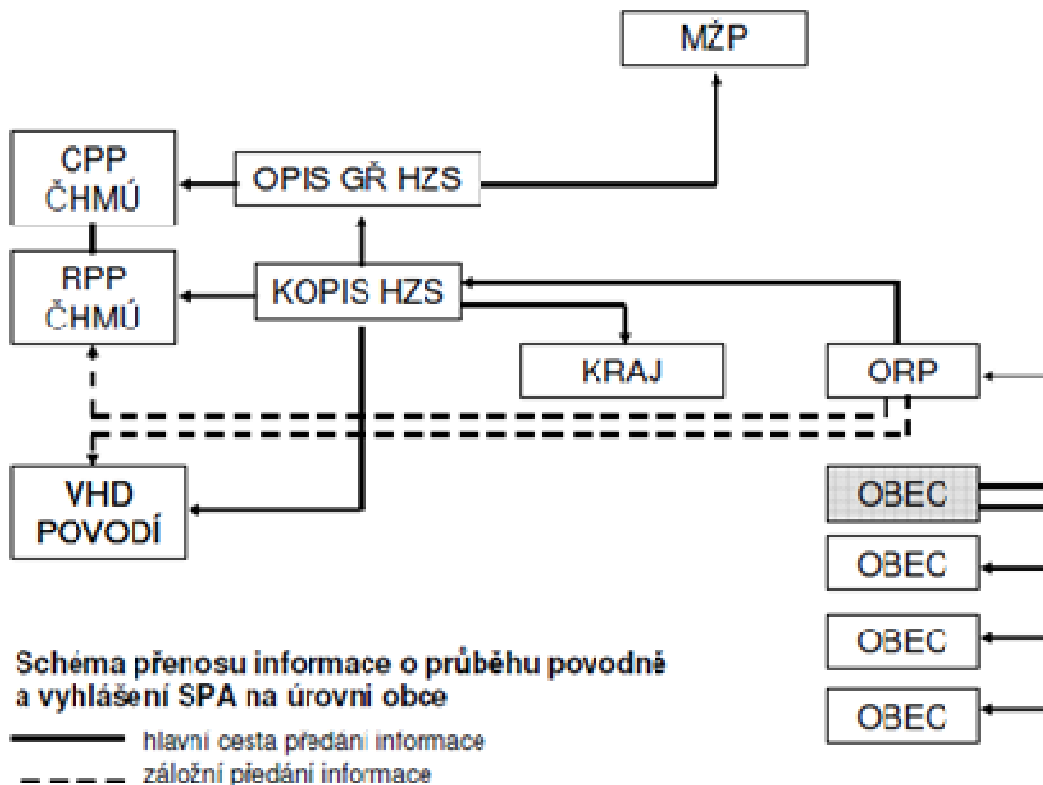 MŽP
CPP
ČHMÚ
OPIS GŘ HZS
RPP
ČHMÚ
KOPIS HZS
KRAJ
ORP
VHD
POVODÍ
OBEC
OBEC
OBEC
OBEC
Schéma přenosu informace o průběhu povodně
a vyhlášení SPA na úrovni obce
hlavní cesta předání informace
záložní předání informace